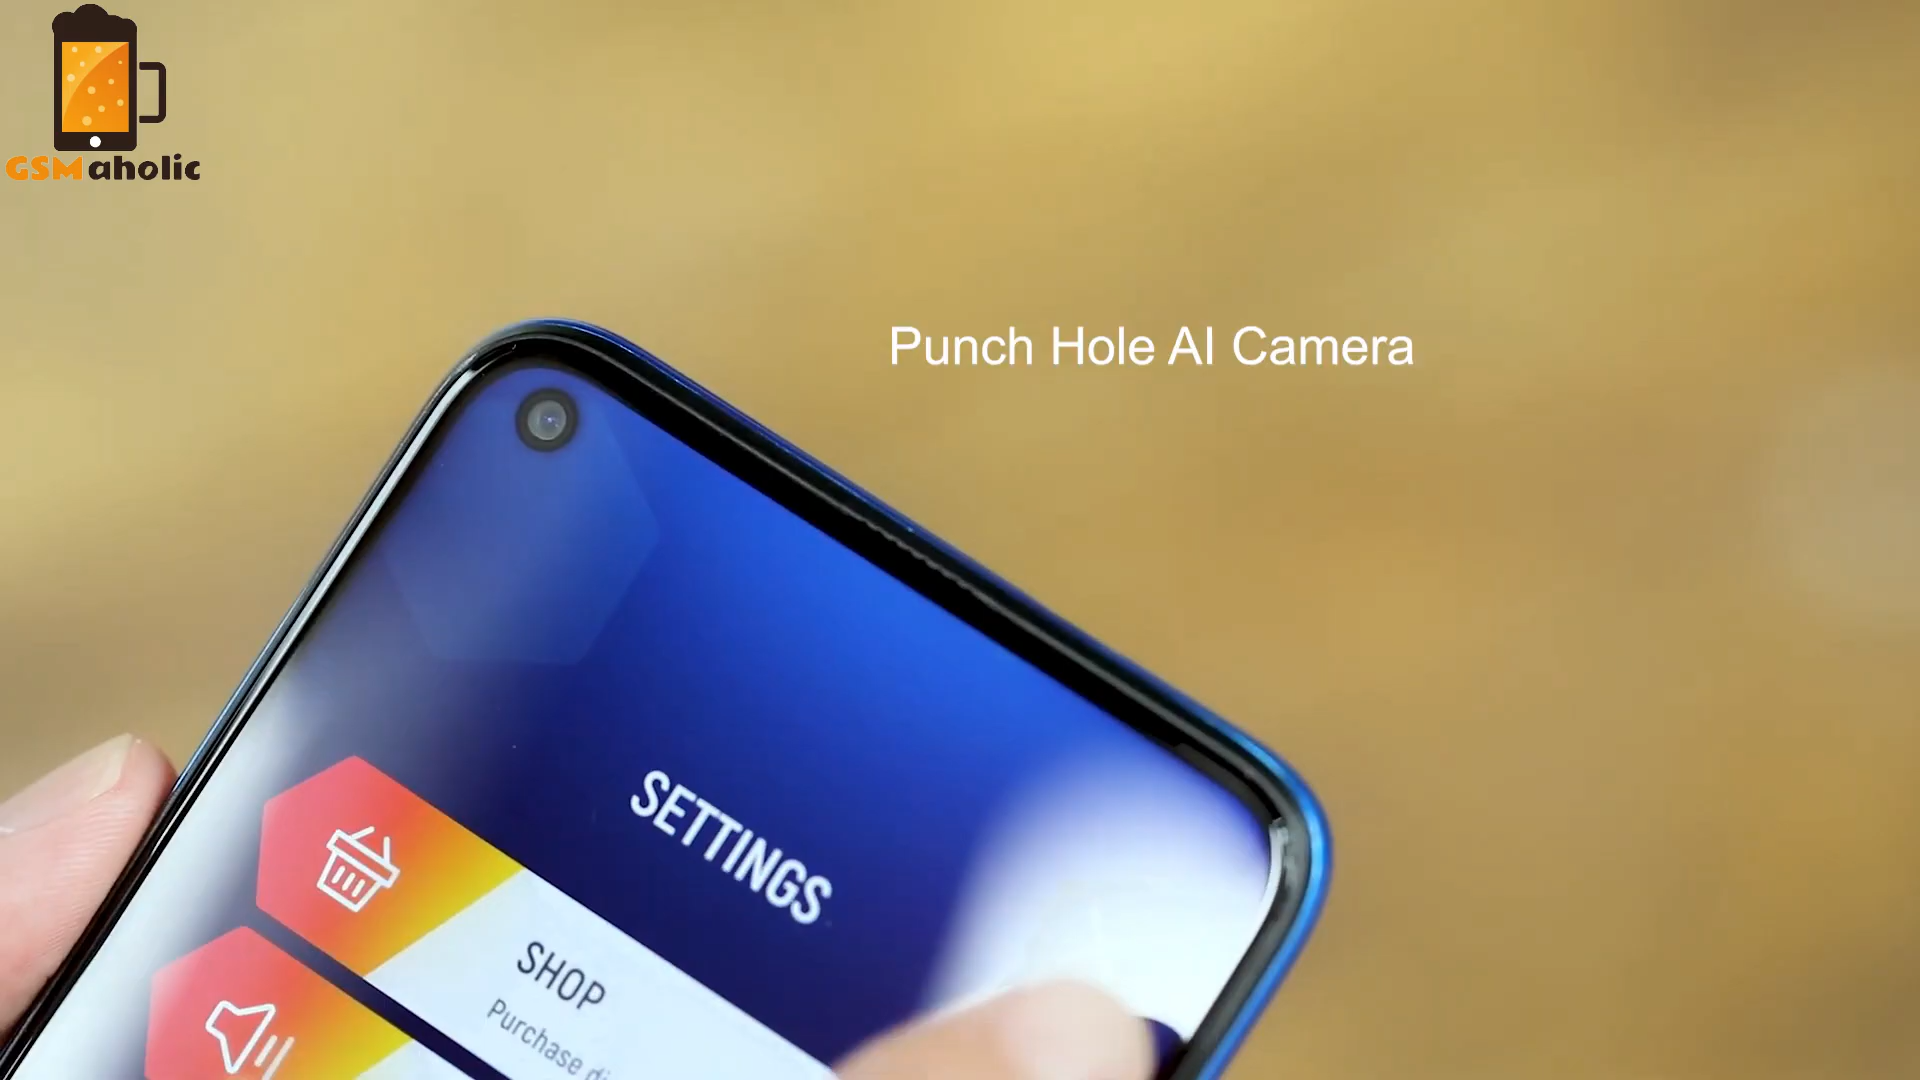 GSMaholic
Punch Hole AI Camera
SETTINGS
SHOP
Purchase